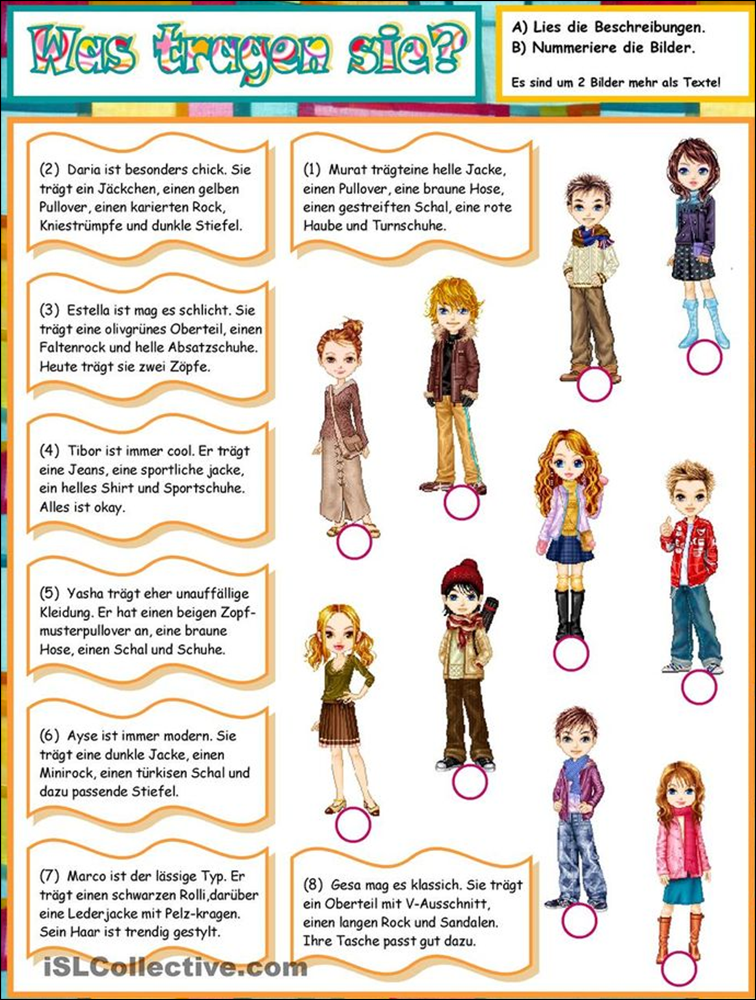 Was tragen sie?
A) Lies die Beschreibungen.
B) Nummeriere die Bilder.
Es sind um 2 Bilder mehr als Texte!
(2) Daria ist besonders chick. Sie
trägt ein Jäckchen, einen gelben
Pullover, einen karierten Rock,
Kniestrümpfe und dunkle Stiefel.
(1) Murat trägteine helle Jacke,
einen Pullover, eine braune Hose,
einen gestreiften Schal, eine rote
Haube und Turnschuhe.
(3) Estella ist mag es schlicht. Sie
trägt eine olivgrünes Oberteil, einen
Faltenrock und helle Absatzschuhe.
Heute trägt sie zwei Zöpfe.
(4) Tibor ist immer cool. Er trägt
eine Jeans, eine sportliche jacke,
ein helles Shirt und Sportschuhe.
Alles ist okay.
(5) Yasha trägt eher unauffällige
Kleidung. Er hat einen beigen Zopf-
musterpullover an, eine braune
Hose, einen Schal und Schuhe.
(6) Ayse ist immer modern. Sie
trägt eine dunkle Jacke, einen
Minirock, einen türkisen Schal und
dazu passende Stiefel.
(7) Marco ist der lässige Typ. Er
trägt einen schwarzen Rolli,darüber
eine Lederjacke mit Pelz-kragen.
Sein Haar ist trendig gestylt.
(8) Gesa mag es klassich. Sie trägt
ein Oberteil mit V-Ausschnitt,
einen langen Rock und Sandalen.
Ihre Tasche passt gut dazu.
iSLCollective.com